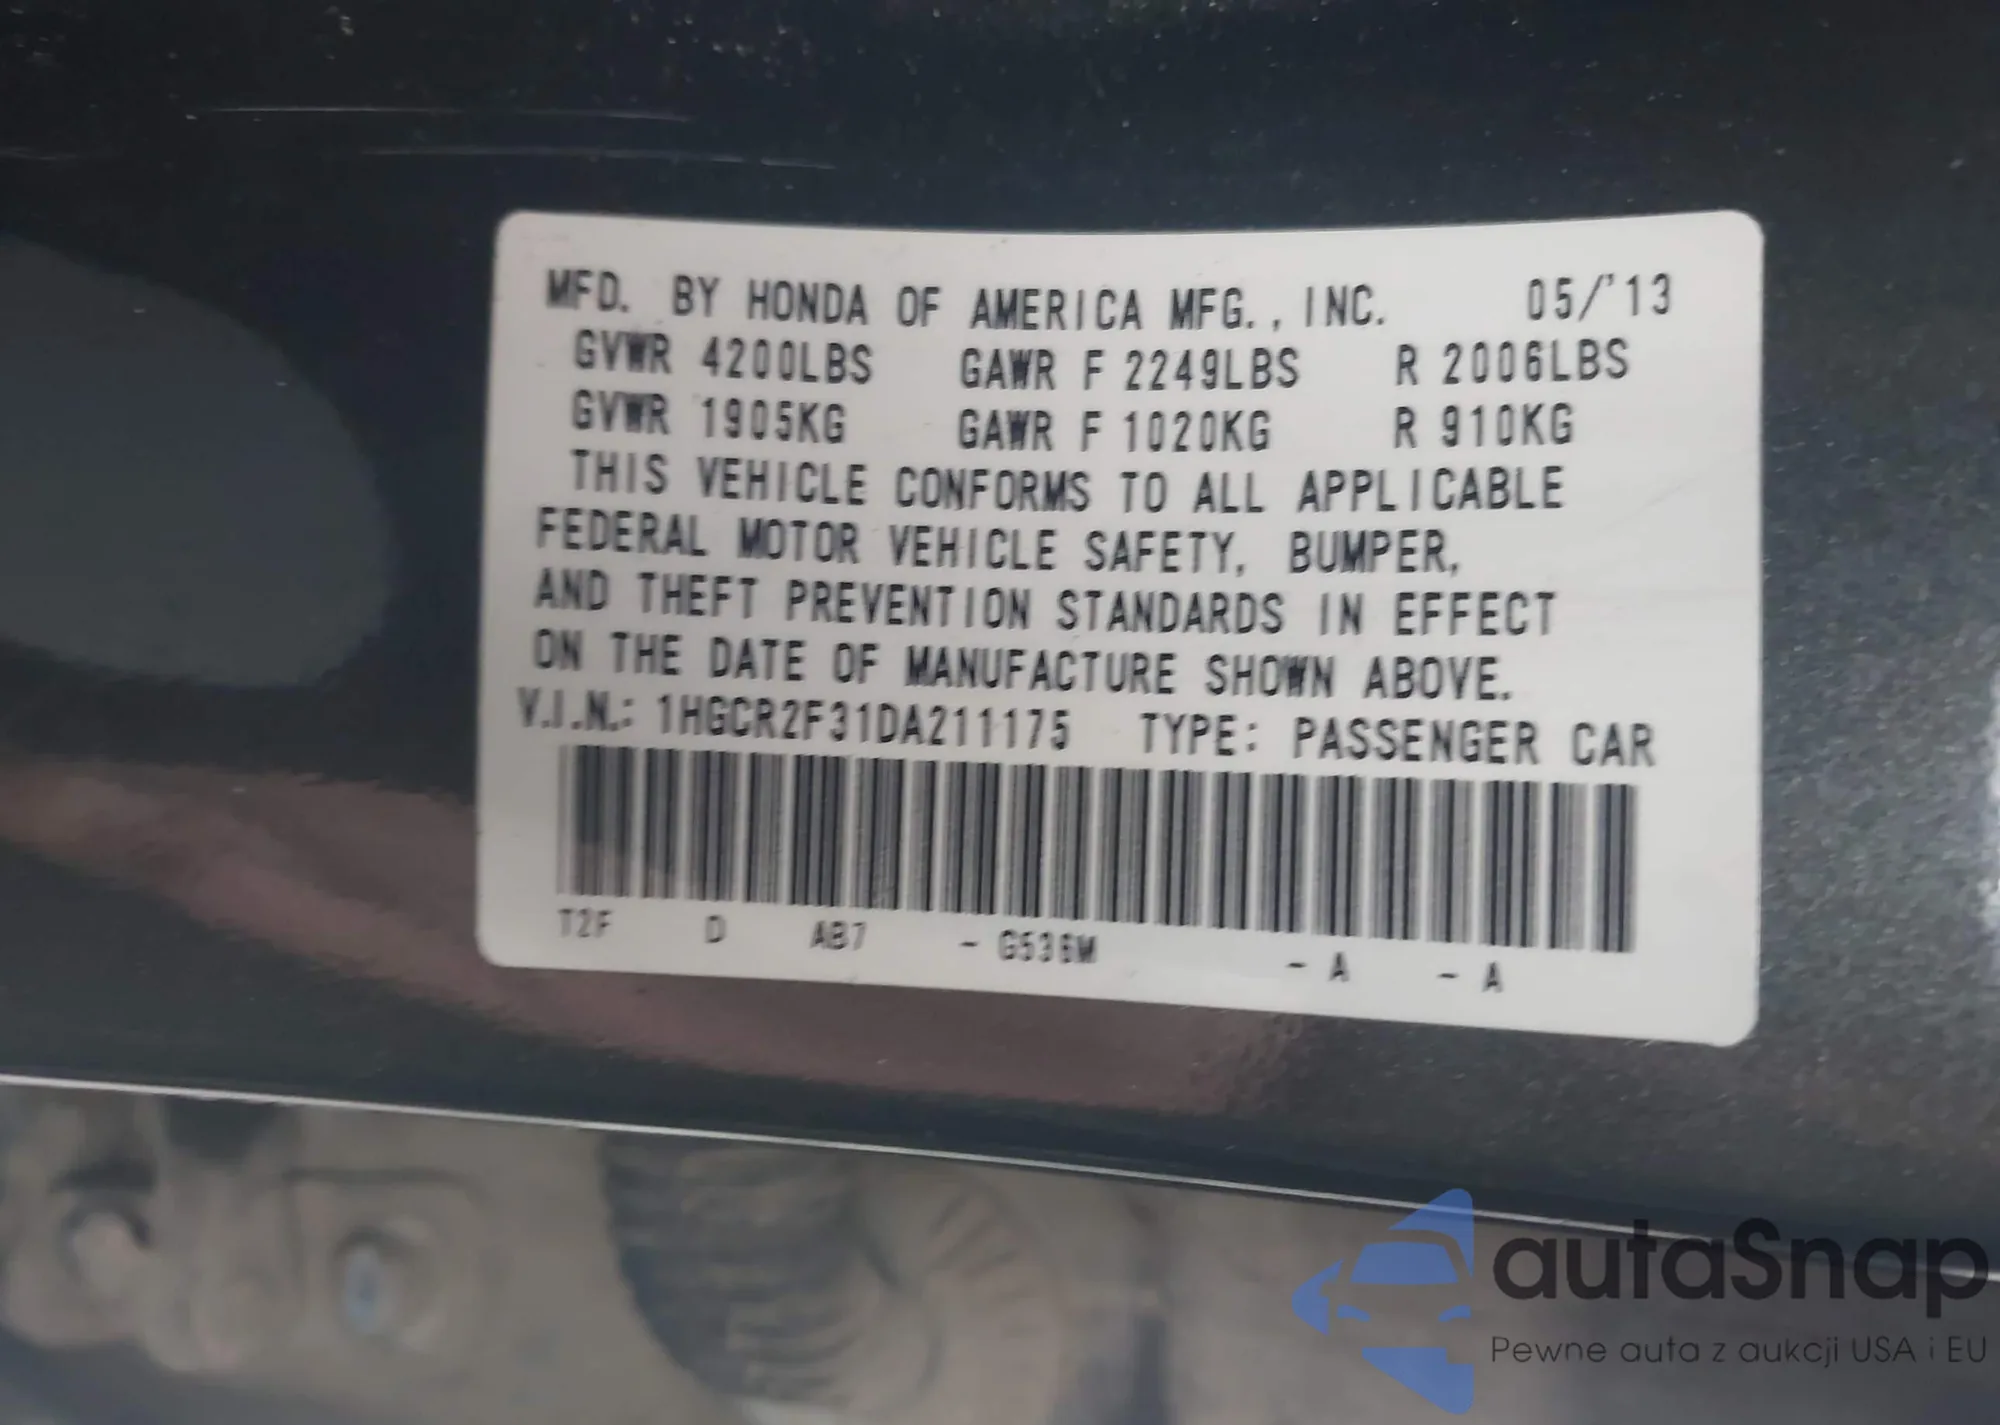 MFD. BY HONDA OF AMERICA MFG., INC. 05/'13
GVWR 4200LBS GAWR F 2249LBS R 2006LBS
GVWR 1905KG GAWR F 1020KG R 910KG
THIS VEHICLE CONFORMS TO ALL APPLICABLE
FEDERAL MOTOR VEHICLE SAFETY, BUMPER,
AND THEFT PREVENTION STANDARDS IN EFFECT
ON THE DATE OF MANUFACTURE SHOWN ABOVE.
V.I.N.: 1HGCR2F31DA211175 TYPE: PASSENGER CAR
T2F D AB7 - G536M - A - A
autaSnap
Pewne auta z aukcji USA i EU